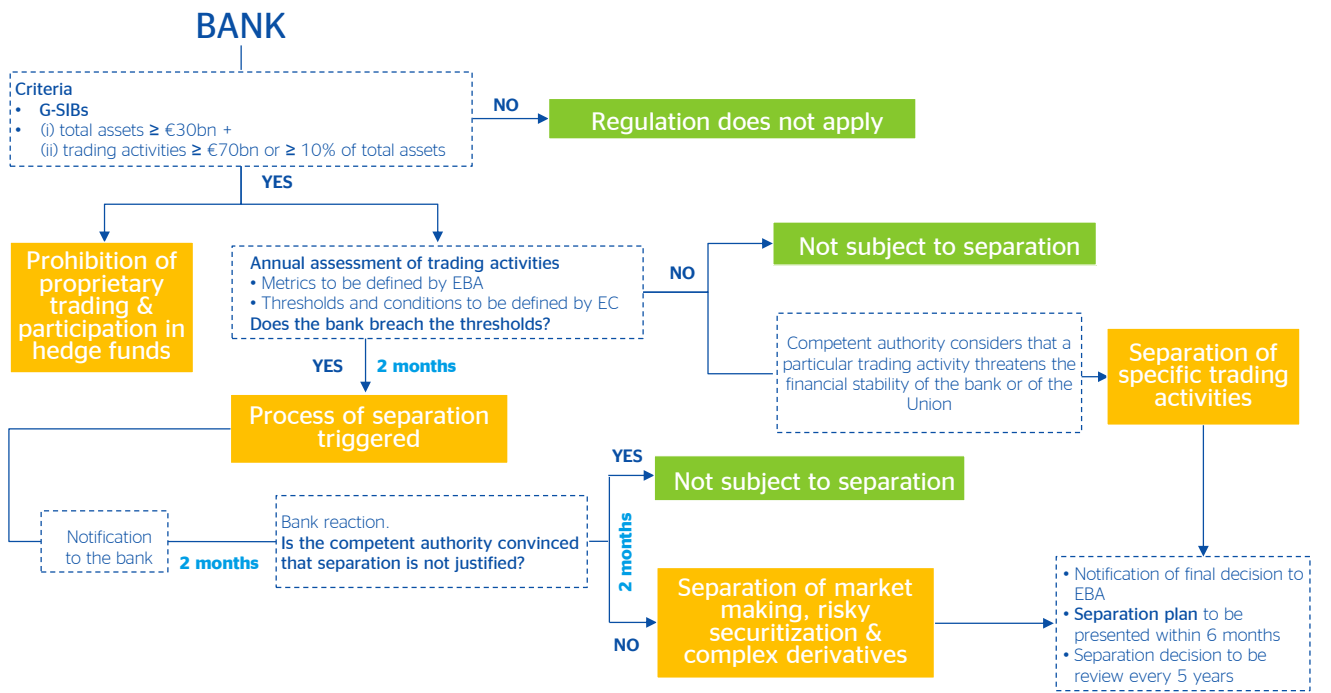 BANK
Criteria
• G-SIBs
• (i) total assets ≥ €30bn +
(ii) trading activities ≥ €70bn or ≥ 10% of total assets
NO
Regulation does not apply
YES
Prohibition of
proprietary
trading &
participation in
hedge funds
Annual assessment of trading activities
• Metrics to be defined by EBA
• Thresholds and conditions to be defined by EC
Does the bank breach the thresholds?
NO
Not subject to separation
Competent authority considers that a
particular trading activity threatens the
financial stability of the bank or of the
Union
Separation of
specific trading
activities
YES
2 months
Process of separation
triggered
Notification
to the bank
2 months
Bank reaction.
Is the competent authority convinced
that separation is not justified?
2 months
YES
Not subject to separation
NO
Separation of market
making, risky
securitization &
complex derivatives
• Notification of final decision to
EBA
• Separation plan to be
presented within 6 months
• Separation decision to be
review every 5 years